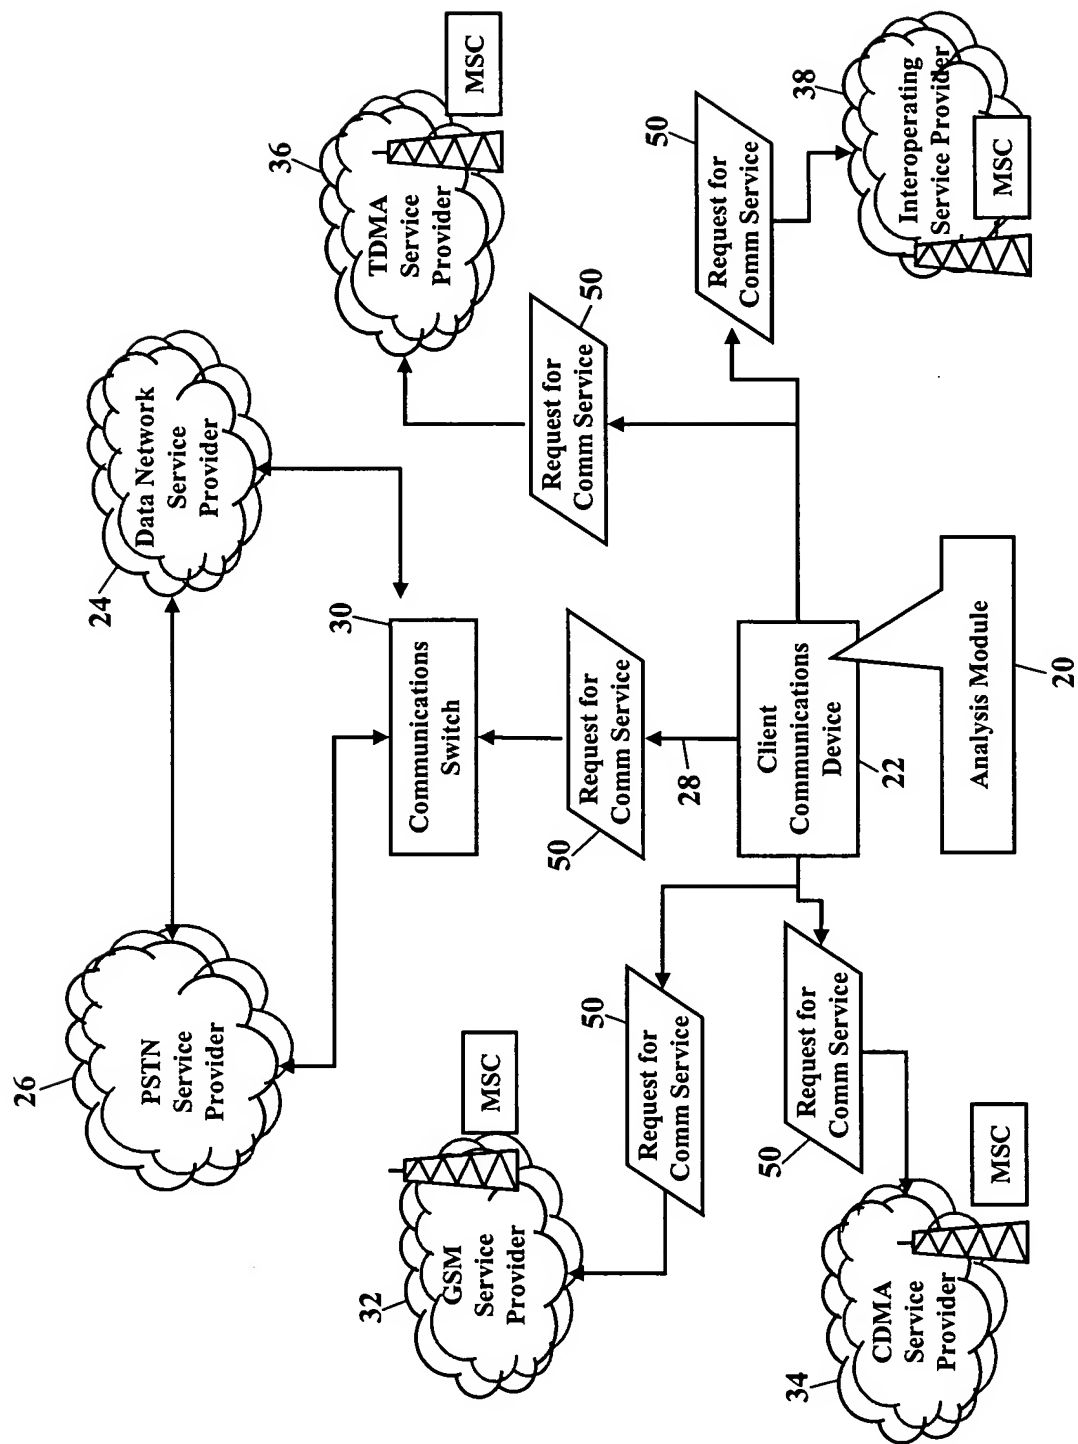 26
PSTN
Service
Provider
24
Data Network
Service
Provider
32
GSM
Service
Provider
MSC
30
Communications
Switch
36
TDMA
Service
Provider
MSC
50
Request for
Comm Service
50
Request for
Comm Service
28
50
Request for
Comm Service
50
Request for
Comm Service
50
Request for
Comm Service
34
CDMA
Service
Provider
MSC
Client
Communications
Device
22
38
Interoperating
Service Provider
MSC
Analysis Module
20